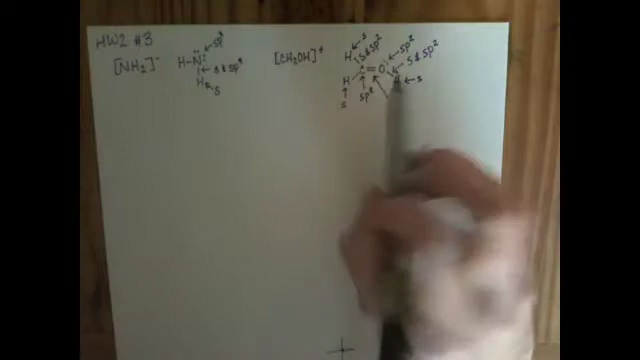 HW2 #3
[NH2]⁻
H-N̈: ← sp³
← s & sp³
H ← s
[CH2OH]⁺
H ← s
s & sp²
C=O: ← sp²
← s & sp²
H
H ← s
s
sp²